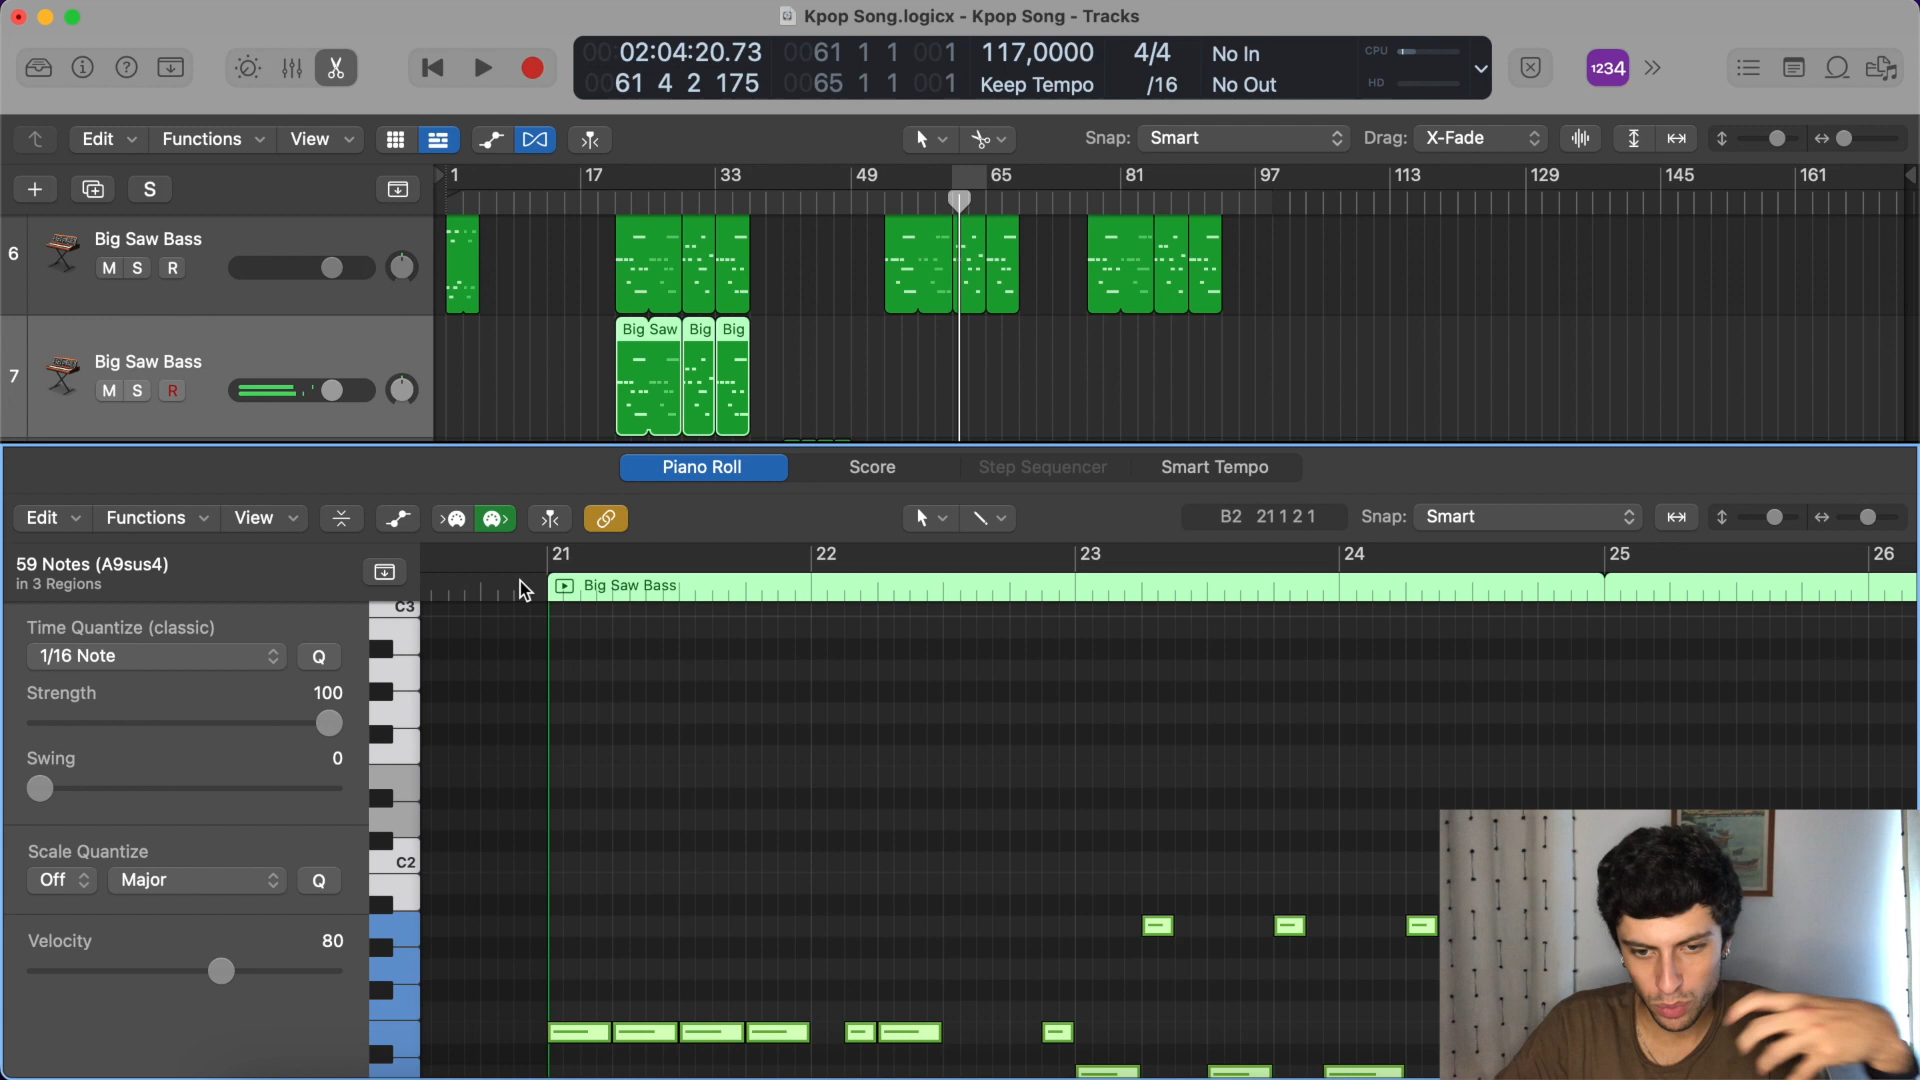 Kpop Song.logicx - Kpop Song - Tracks
00 02:04:20.73 0061 1 1 001 117,0000 4/4 No In CPU
0061 4 2 175 0065 1 1 001 Keep Tempo /16 No Out HD
1234
Edit Functions View Snap: Smart Drag: X-Fade
S 1 17 33 49 65 81 97 113 129 145 161
6 Big Saw Bass
M S R
Big Saw Big Big
7 Big Saw Bass
M S R
Piano Roll Score Step Sequencer Smart Tempo
Edit Functions View B2 21 1 2 1 Snap: Smart
59 Notes (A9sus4) 21 22 23 24 25 26
in 3 Regions
Big Saw Bass
C3
Time Quantize (classic)
1/16 Note Q
Strength 100
Swing 0
Scale Quantize C2
Off Major Q
Velocity 80